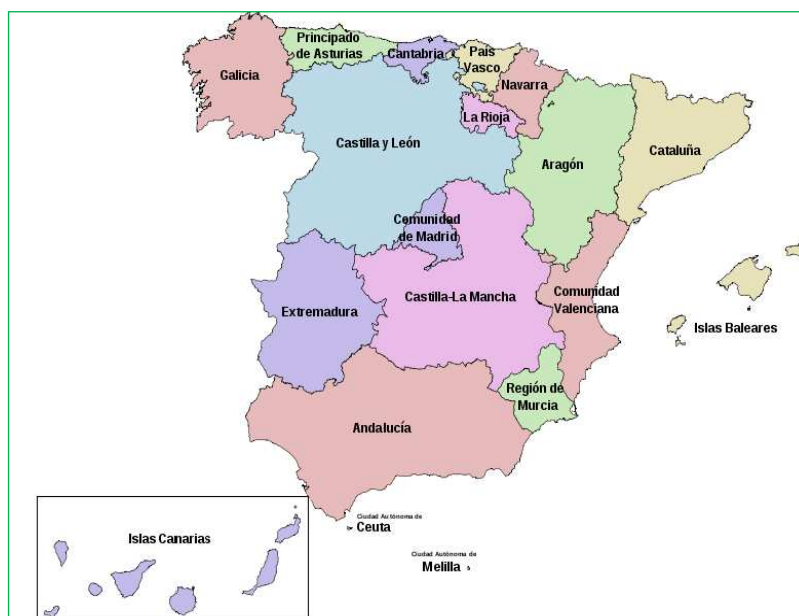 Principado
de Asturias
Cantabria
País
Vasco
Galicia
Navarra
La Rioja
Castilla y León
Cataluña
Aragón
Comunidad
de Madrid
Castilla-La Mancha
Comunidad
Valenciana
Extremadura
Islas Baleares
Región de
Murcia
Andalucía
Ciudad Autónoma de
Ceuta
Islas Canarias
Ciudad Autónoma de
Melilla